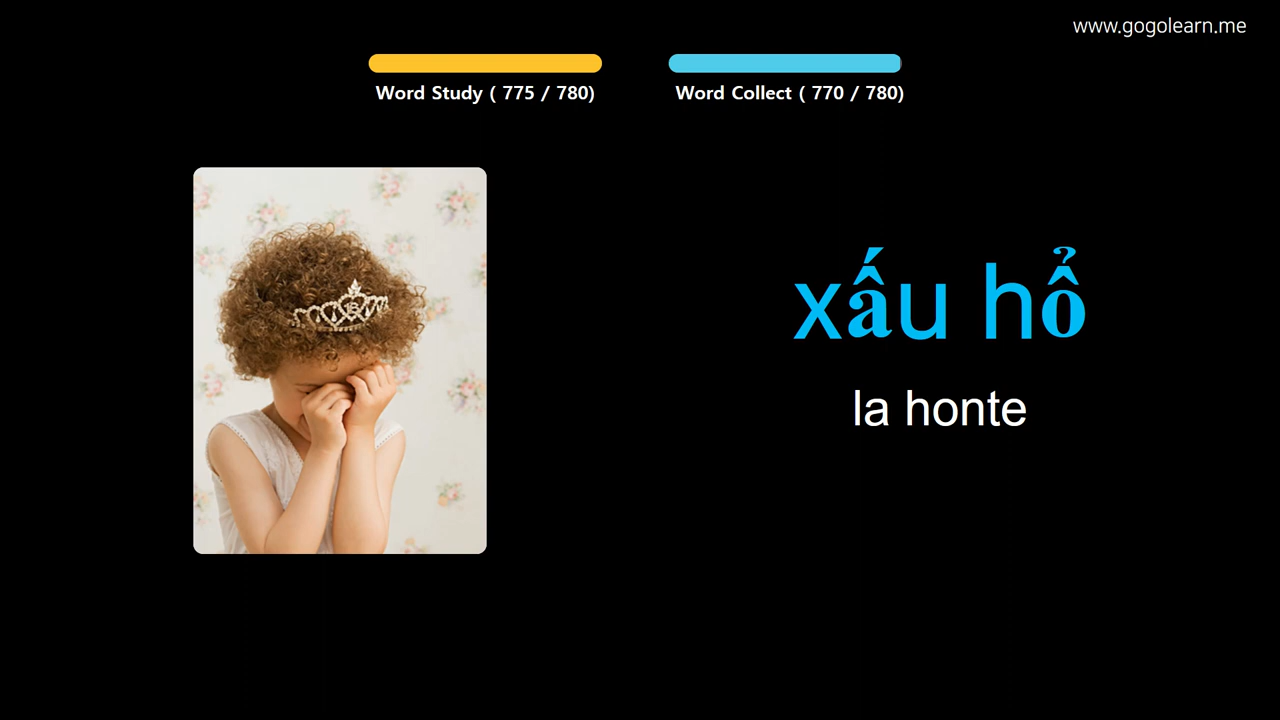 www.gogolearn.me
Word Study ( 775 / 780)
Word Collect ( 770 / 780)
xấu hổ
la honte